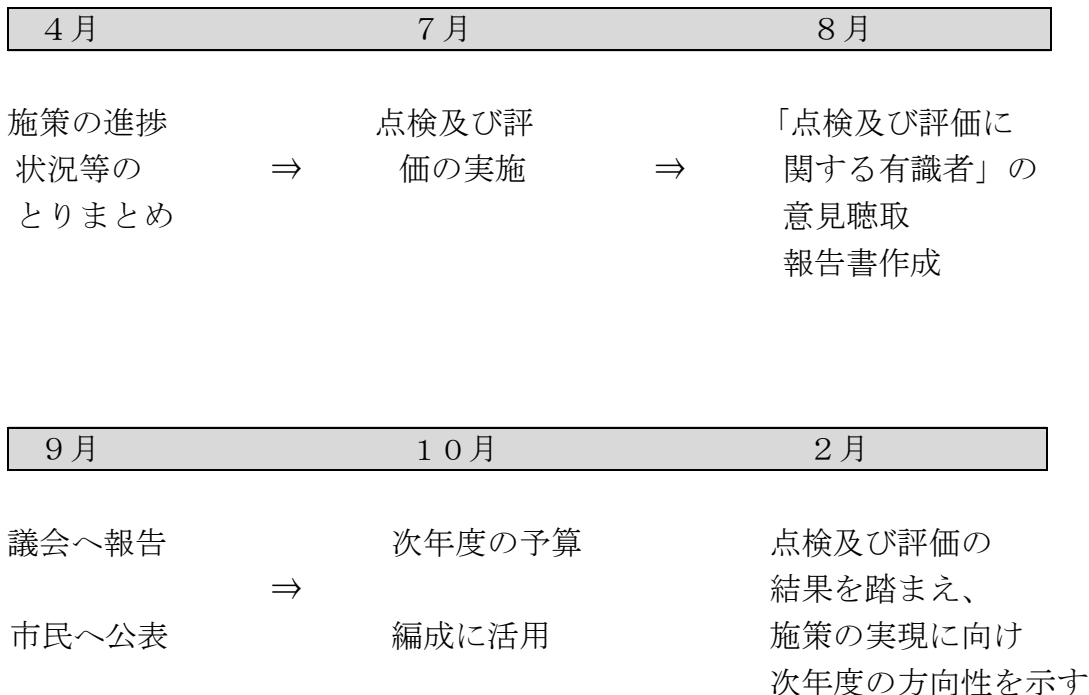 ４月 ７月 ８月
施策の進捗
状況等の
とりまとめ
⇒
点検及び評
価の実施
⇒
「点検及び評価に
関する有識者」の
意見聴取
報告書作成
９月 １０月 ２月
議会へ報告
市民へ公表
⇒
次年度の予算
編成に活用
点検及び評価の
結果を踏まえ、
施策の実現に向け
次年度の方向性を示す